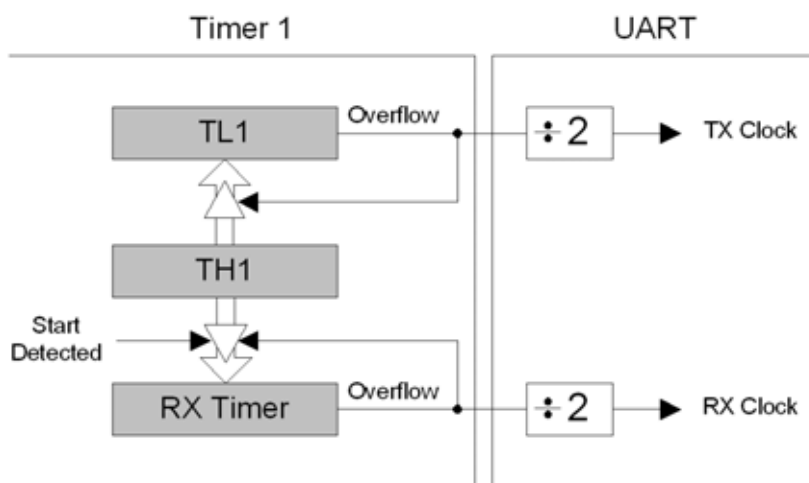 Timer 1
UART
TL1
Overflow
÷2
TX Clock
TH1
Start
Detected
RX Timer
Overflow
÷2
RX Clock